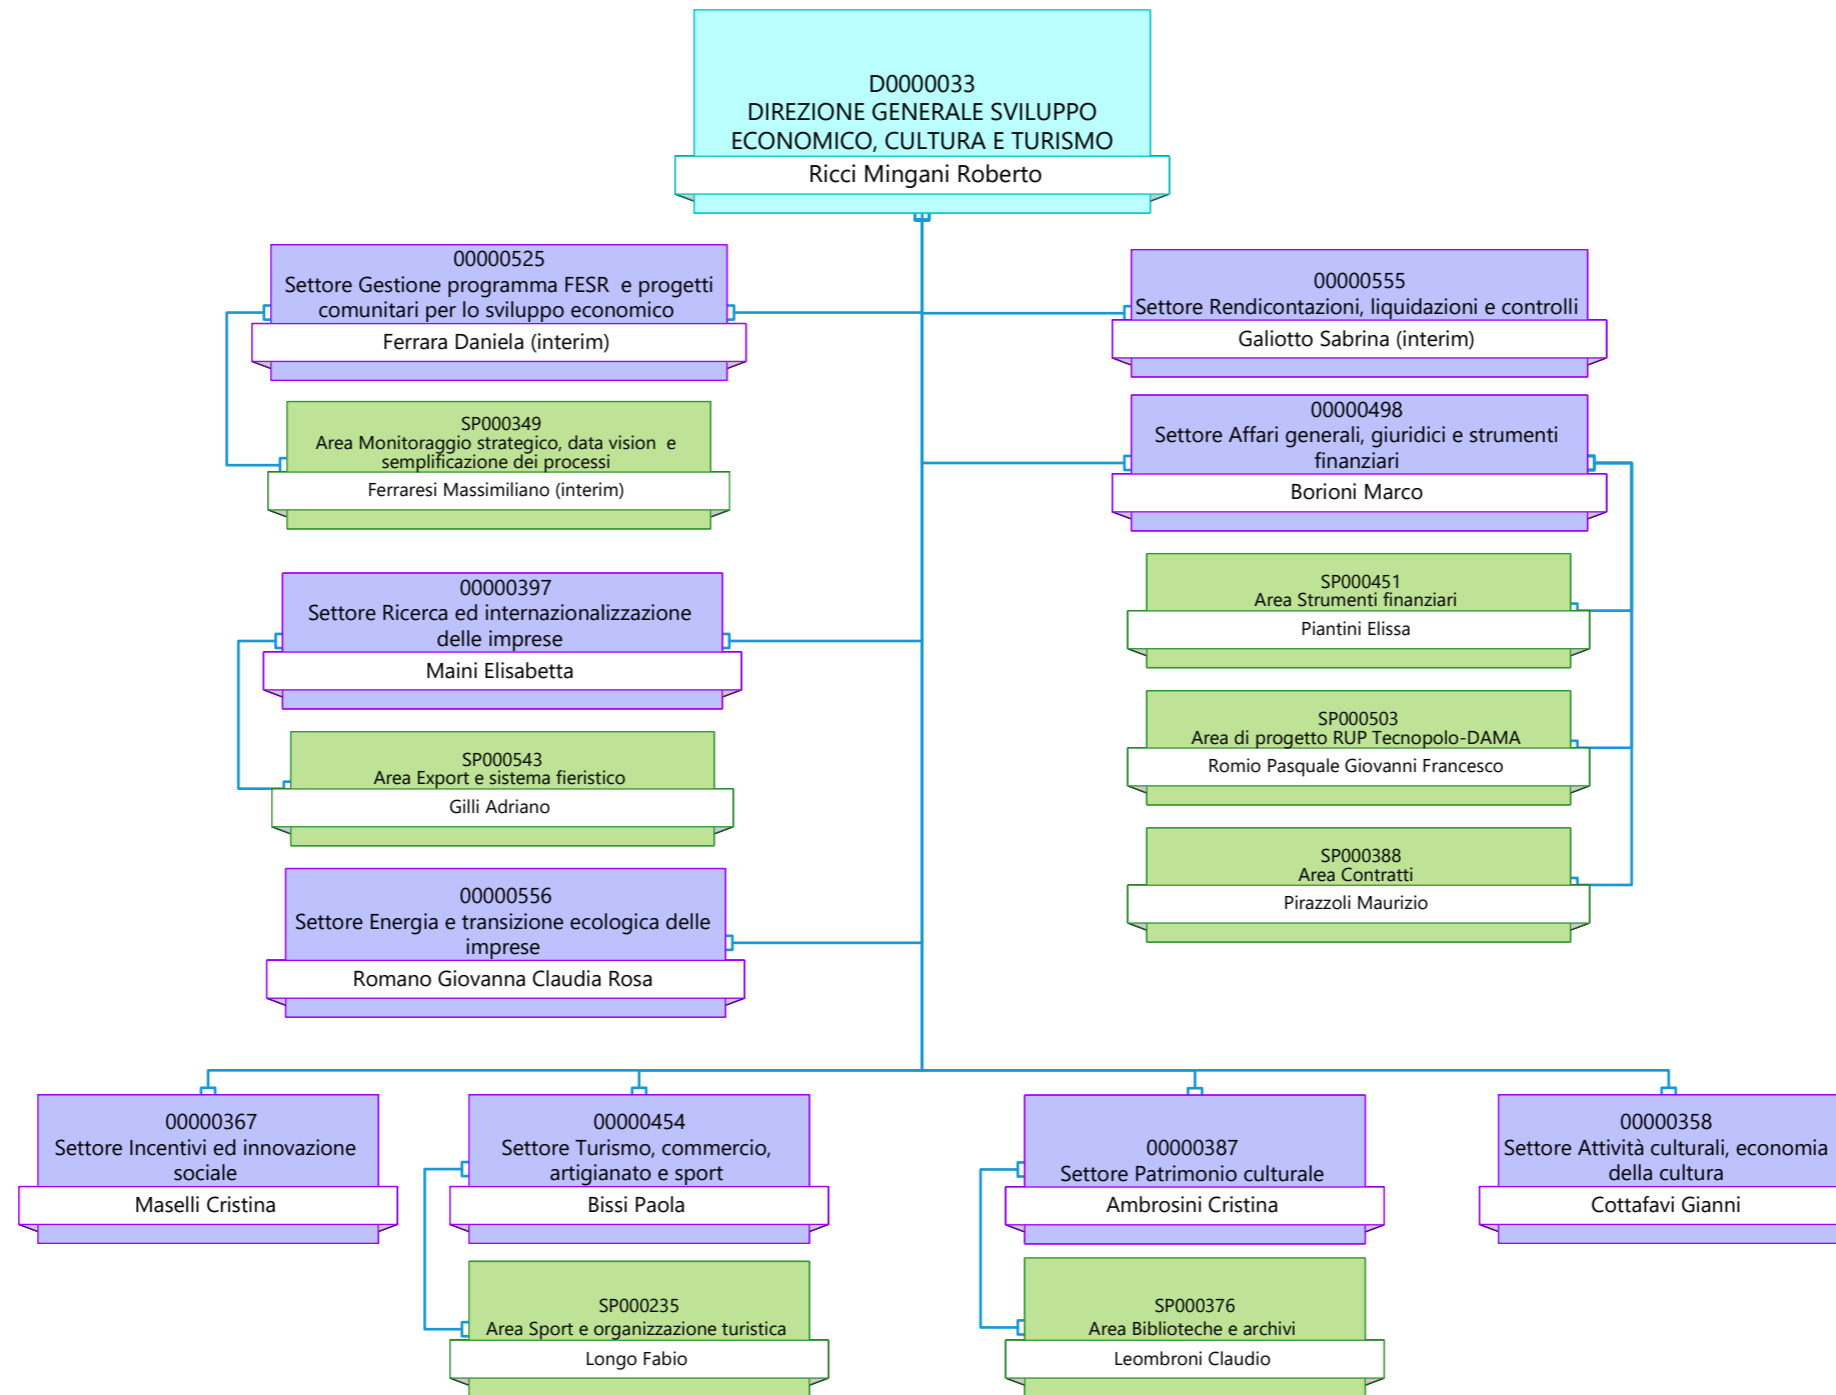 D0000033
DIREZIONE GENERALE SVILUPPO
ECONOMICO, CULTURA E TURISMO
Ricci Mingani Roberto
00000525
Settore Gestione programma FESR e progetti
comunitari per lo sviluppo economico
Ferrara Daniela (interim)
SP000349
Area Monitoraggio strategico, data vision e
semplificazione dei processi
Ferraresi Massimiliano (interim)
00000397
Settore Ricerca ed internazionalizzazione
delle imprese
Maini Elisabetta
SP000543
Area Export e sistema fieristico
Gilli Adriano
00000556
Settore Energia e transizione ecologica delle
imprese
Romano Giovanna Claudia Rosa
00000555
Settore Rendicontazioni, liquidazioni e controlli
Galiotto Sabrina (interim)
00000498
Settore Affari generali, giuridici e strumenti
finanziari
Borioni Marco
SP000451
Area Strumenti finanziari
Piantini Elissa
SP000503
Area di progetto RUP Tecnopolo-DAMA
Romio Pasquale Giovanni Francesco
SP000388
Area Contratti
Pirazzoli Maurizio
00000367
Settore Incentivi ed innovazione
sociale
Maselli Cristina
00000454
Settore Turismo, commercio,
artigianato e sport
Bissi Paola
SP000235
Area Sport e organizzazione turistica
Longo Fabio
00000387
Settore Patrimonio culturale
Ambrosini Cristina
SP000376
Area Biblioteche e archivi
Leombroni Claudio
00000358
Settore Attività culturali, economia
della cultura
Cottafavi Gianni